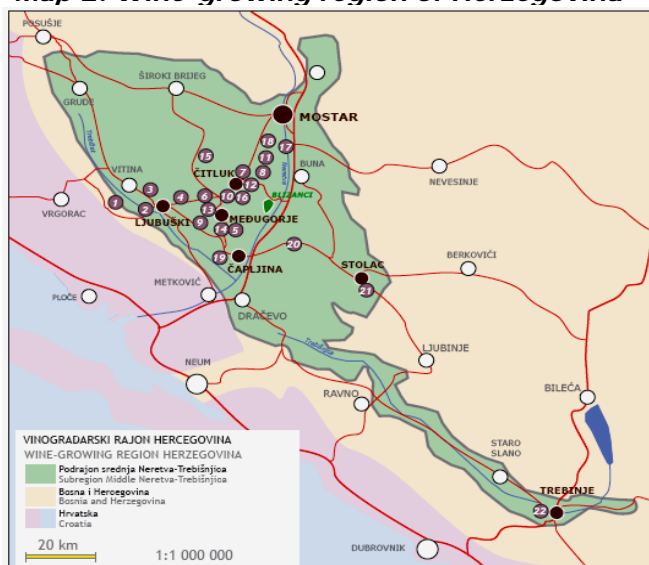 Map 2: Wine-growing region of Herzegovina
POSUŠJE
ŠIROKI BRIJEG
GRUDE
MOSTAR
18
17
15
11
ČITLUK
7
8
BUNA
VITINA
12
NEVESINJE
3
4
6
10
16
BLIZANCI
1
2
13
MEĐUGORJE
VRGORAC
LJUBUŠKI
9
14
5
Neretva
20
19
ČAPLJINA
STOLAC
BERKOVIĆI
METKOVIĆ
21
PLOČE
DRAČEVO
Trebišnjica
LJUBINJE
NEUM
RAVNO
BILEĆA
STARO
SLANO
TREBINJE
22
DUBROVNIK
VINOGRADARSKI RAJON HERCEGOVINA
WINE-GROWING REGION HERZEGOVINA
Podrajon srednja Neretva-Trebišnjica
Subregion Middle Neretva-Trebišnjica
Bosna i Hercegovina
Bosnia and Herzegovina
Hrvatska
Croatia
20 km
1:1 000 000